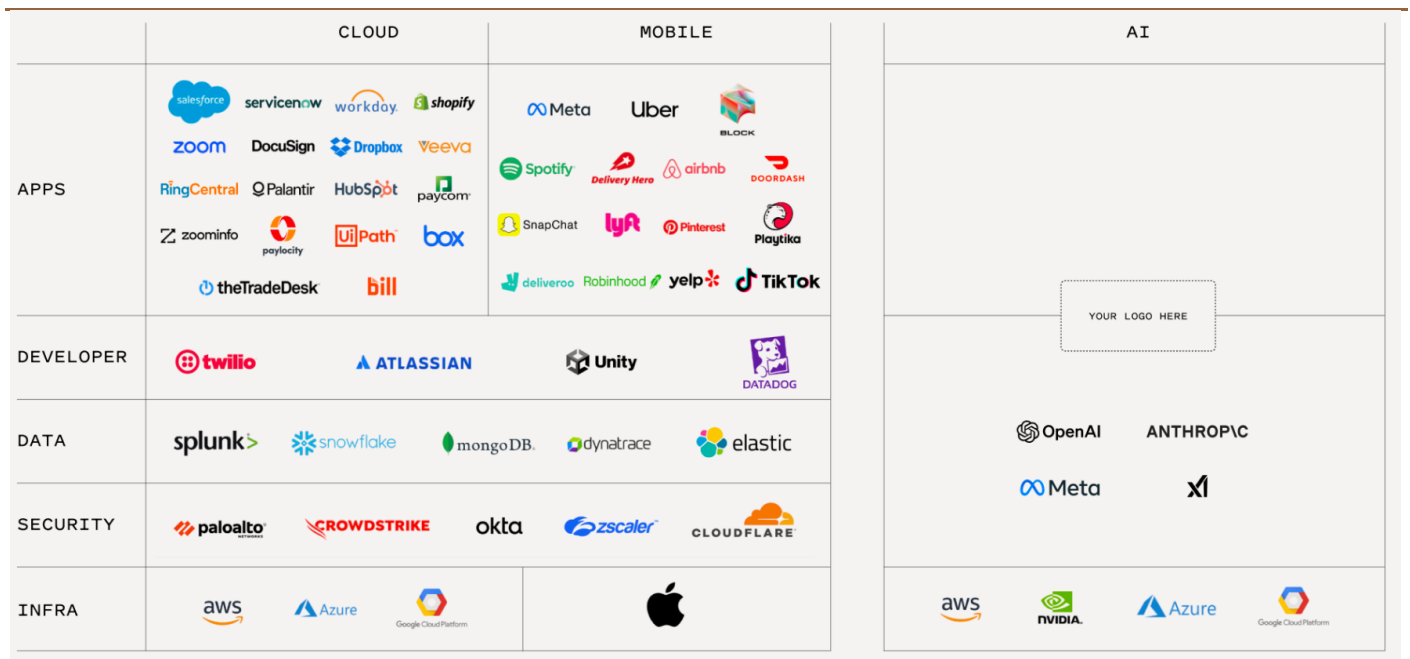 CLOUD MOBILE AI
APPS
salesforce servicenow workday. shopify
Meta Uber BLOCK
zoom DocuSign Dropbox Veeva
Spotify Delivery Hero airbnb DOORDASH
RingCentral Palantir HubSpot paycom
zoominfo paylocity UiPath box
SnapChat lyft Pinterest Playtika
theTradeDesk bill
deliveroo Robinhood yelp TikTok
YOUR LOGO HERE
DEVELOPER
twilio ATLASSIAN Unity DATADOG
DATA
splunk> snowflake mongoDB. dynatrace elastic
OpenAI ANTHROP\C
Meta xI
SECURITY
paloalto NETWORKS CROWDSTRIKE okta zscaler CLOUDFLARE
INFRA
aws Azure Google Cloud Platform
aws NVIDIA. Azure Google Cloud Platform